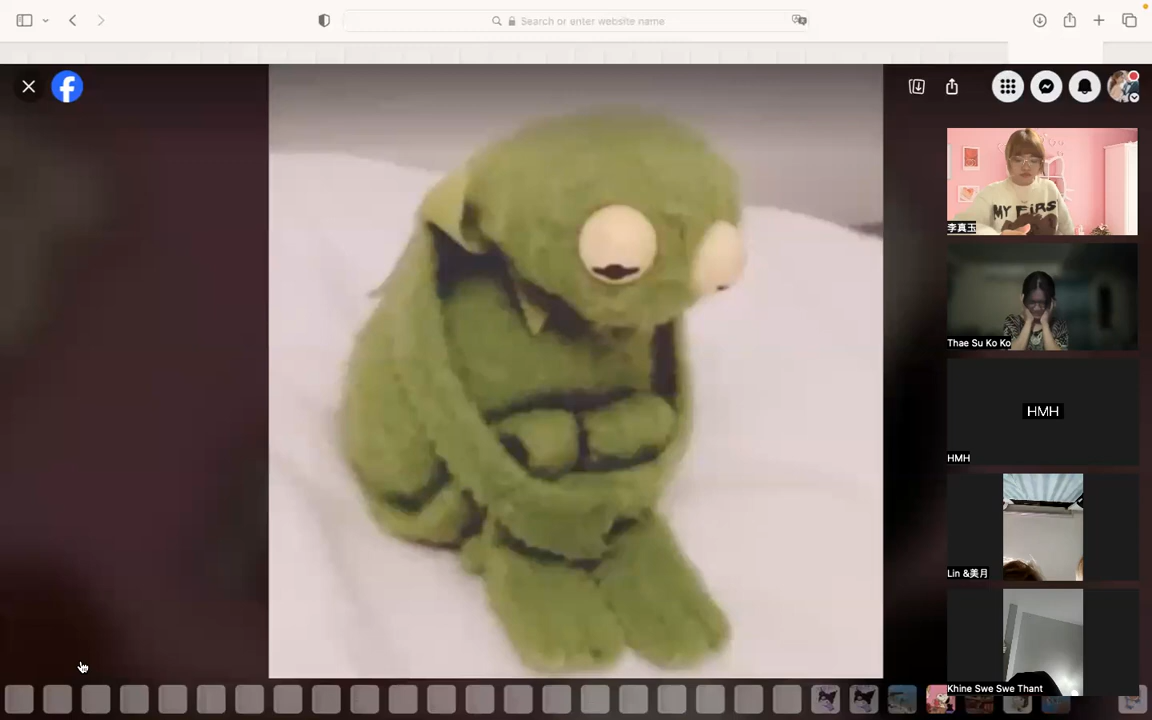 Search or enter website name
MY FIRS
李真玉
Thae Su Ko Ko
HMH
HMH
Lin &美月
Khine Swe Swe Thant